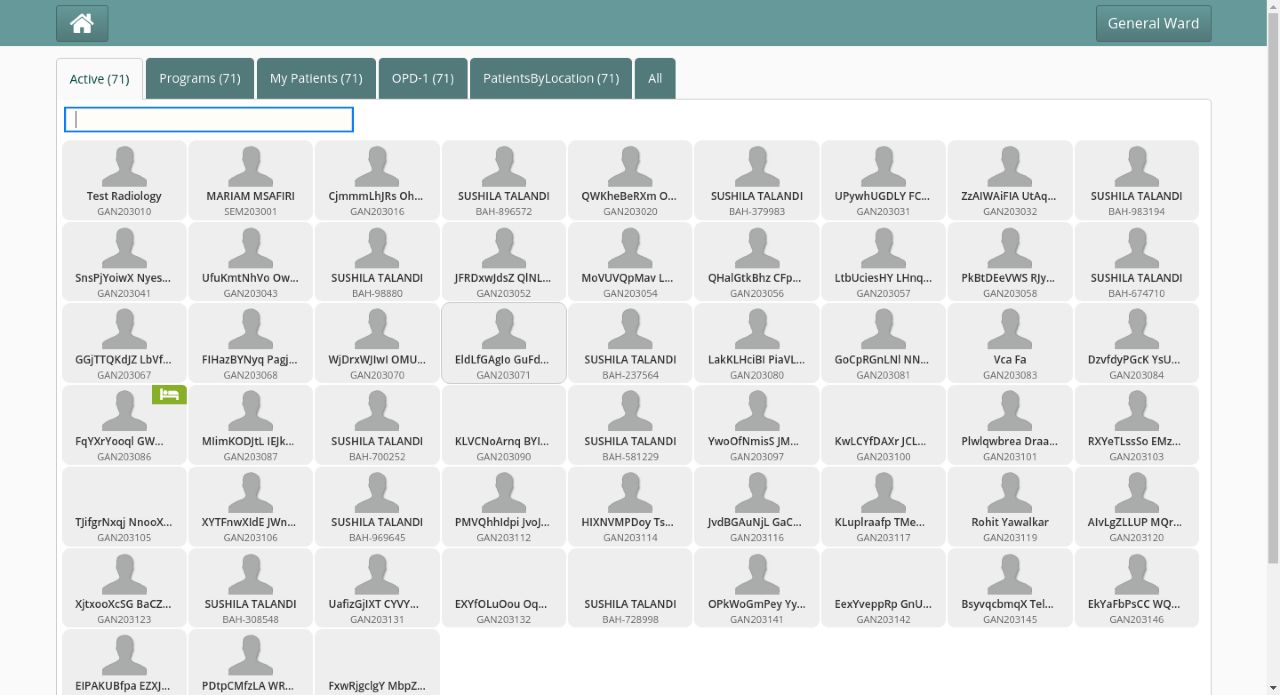 General Ward
Active (71)
Programs (71)
My Patients (71)
OPD-1 (71)
PatientsByLocation (71)
All
Test Radiology
GAN203010
MARIAM MSAFIRI
SEM203001
CjmmmLhJRs Oh...
GAN203016
SUSHILA TALANDI
BAH-896572
QWKheBeRXm O...
GAN203020
SUSHILA TALANDI
BAH-379983
UPywhUGDLY FC...
GAN203031
ZzAIWAiFIA UtAq...
GAN203032
SUSHILA TALANDI
BAH-983194
SnsPjYoiwX Nyes...
GAN203041
UfuKmtNhVo Ow...
GAN203043
SUSHILA TALANDI
BAH-98880
JFRDxwJdsZ QlNL...
GAN203052
MoVUVQpMav L...
GAN203054
QHalGtkBhz CFp...
GAN203056
LtbUciesHY LHnq...
GAN203057
PkBtDEeVWS RJy...
GAN203058
SUSHILA TALANDI
BAH-674710
GGjTTQKdJZ LbVf...
GAN203067
FIHazBYNyq Pagj...
GAN203068
WjDrxWJIwI OMU...
GAN203070
EldLfGAgIo GuFd...
GAN203071
SUSHILA TALANDI
BAH-237564
LakKLHciBI PiaVL...
GAN203080
GoCpRGnLNl NN...
GAN203081
Vca Fa
GAN203083
DzvfdyPGcK YsU...
GAN203084
FqYXrYooql GW...
GAN203086
MIimKODJtL IEJk...
GAN203087
SUSHILA TALANDI
BAH-700252
KLVCNoArnq BYI...
GAN203090
SUSHILA TALANDI
BAH-581229
YwoOfNmisS JM...
GAN203097
KwLCYfDAXr JCL...
GAN203100
Plwlqwbrea Draa...
GAN203101
RXYeTLssSo EMz...
GAN203103
TJifgrNxqj NnooX...
GAN203105
XYTFnwXIdE JWn...
GAN203106
SUSHILA TALANDI
BAH-969645
PMVQhhIdpi JvoJ...
GAN203112
HIXNVMPDoy Ts...
GAN203114
JvdBGAuNjL GaC...
GAN203116
KLuplraafp TMe...
GAN203117
Rohit Yawalkar
GAN203119
AIvLgZLLUP MQr...
GAN203120
XjtxooXcSG BaCZ...
GAN203123
SUSHILA TALANDI
BAH-308548
UafizGjIXT CYVY...
GAN203131
EXYfOLuOou Oq...
GAN203132
SUSHILA TALANDI
BAH-728998
OPkWoGmPey Yy...
GAN203141
EexYveppRp GnU...
GAN203142
BsyvqcbmqX Tel...
GAN203145
EkYaFbPsCC WQ...
GAN203146
EIPAKUBfpa EZXJ...
PDtpCMfzLA WR...
FxwRjgclgY MbpZ...